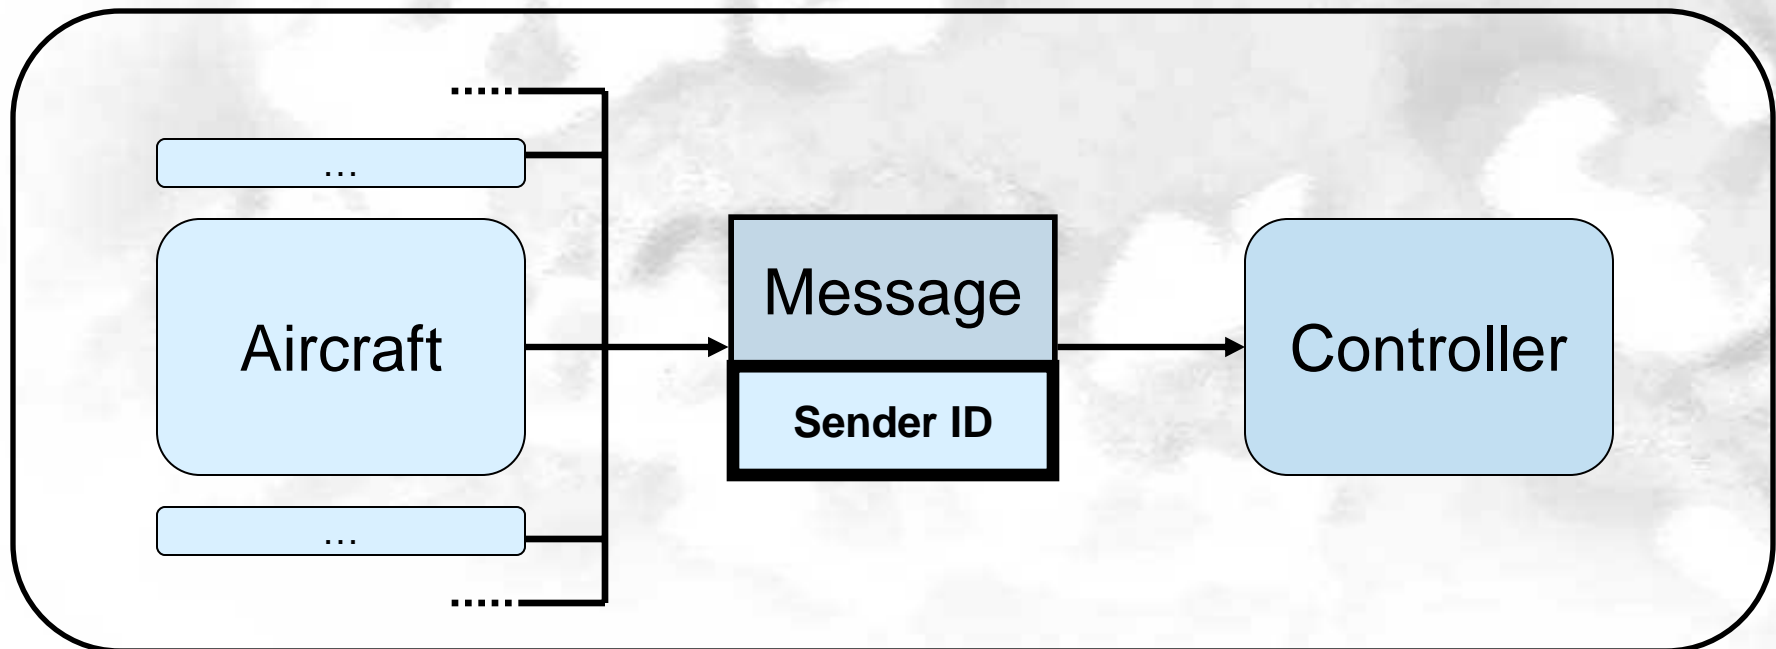 ...
Aircraft
...
Message
Sender ID
Controller